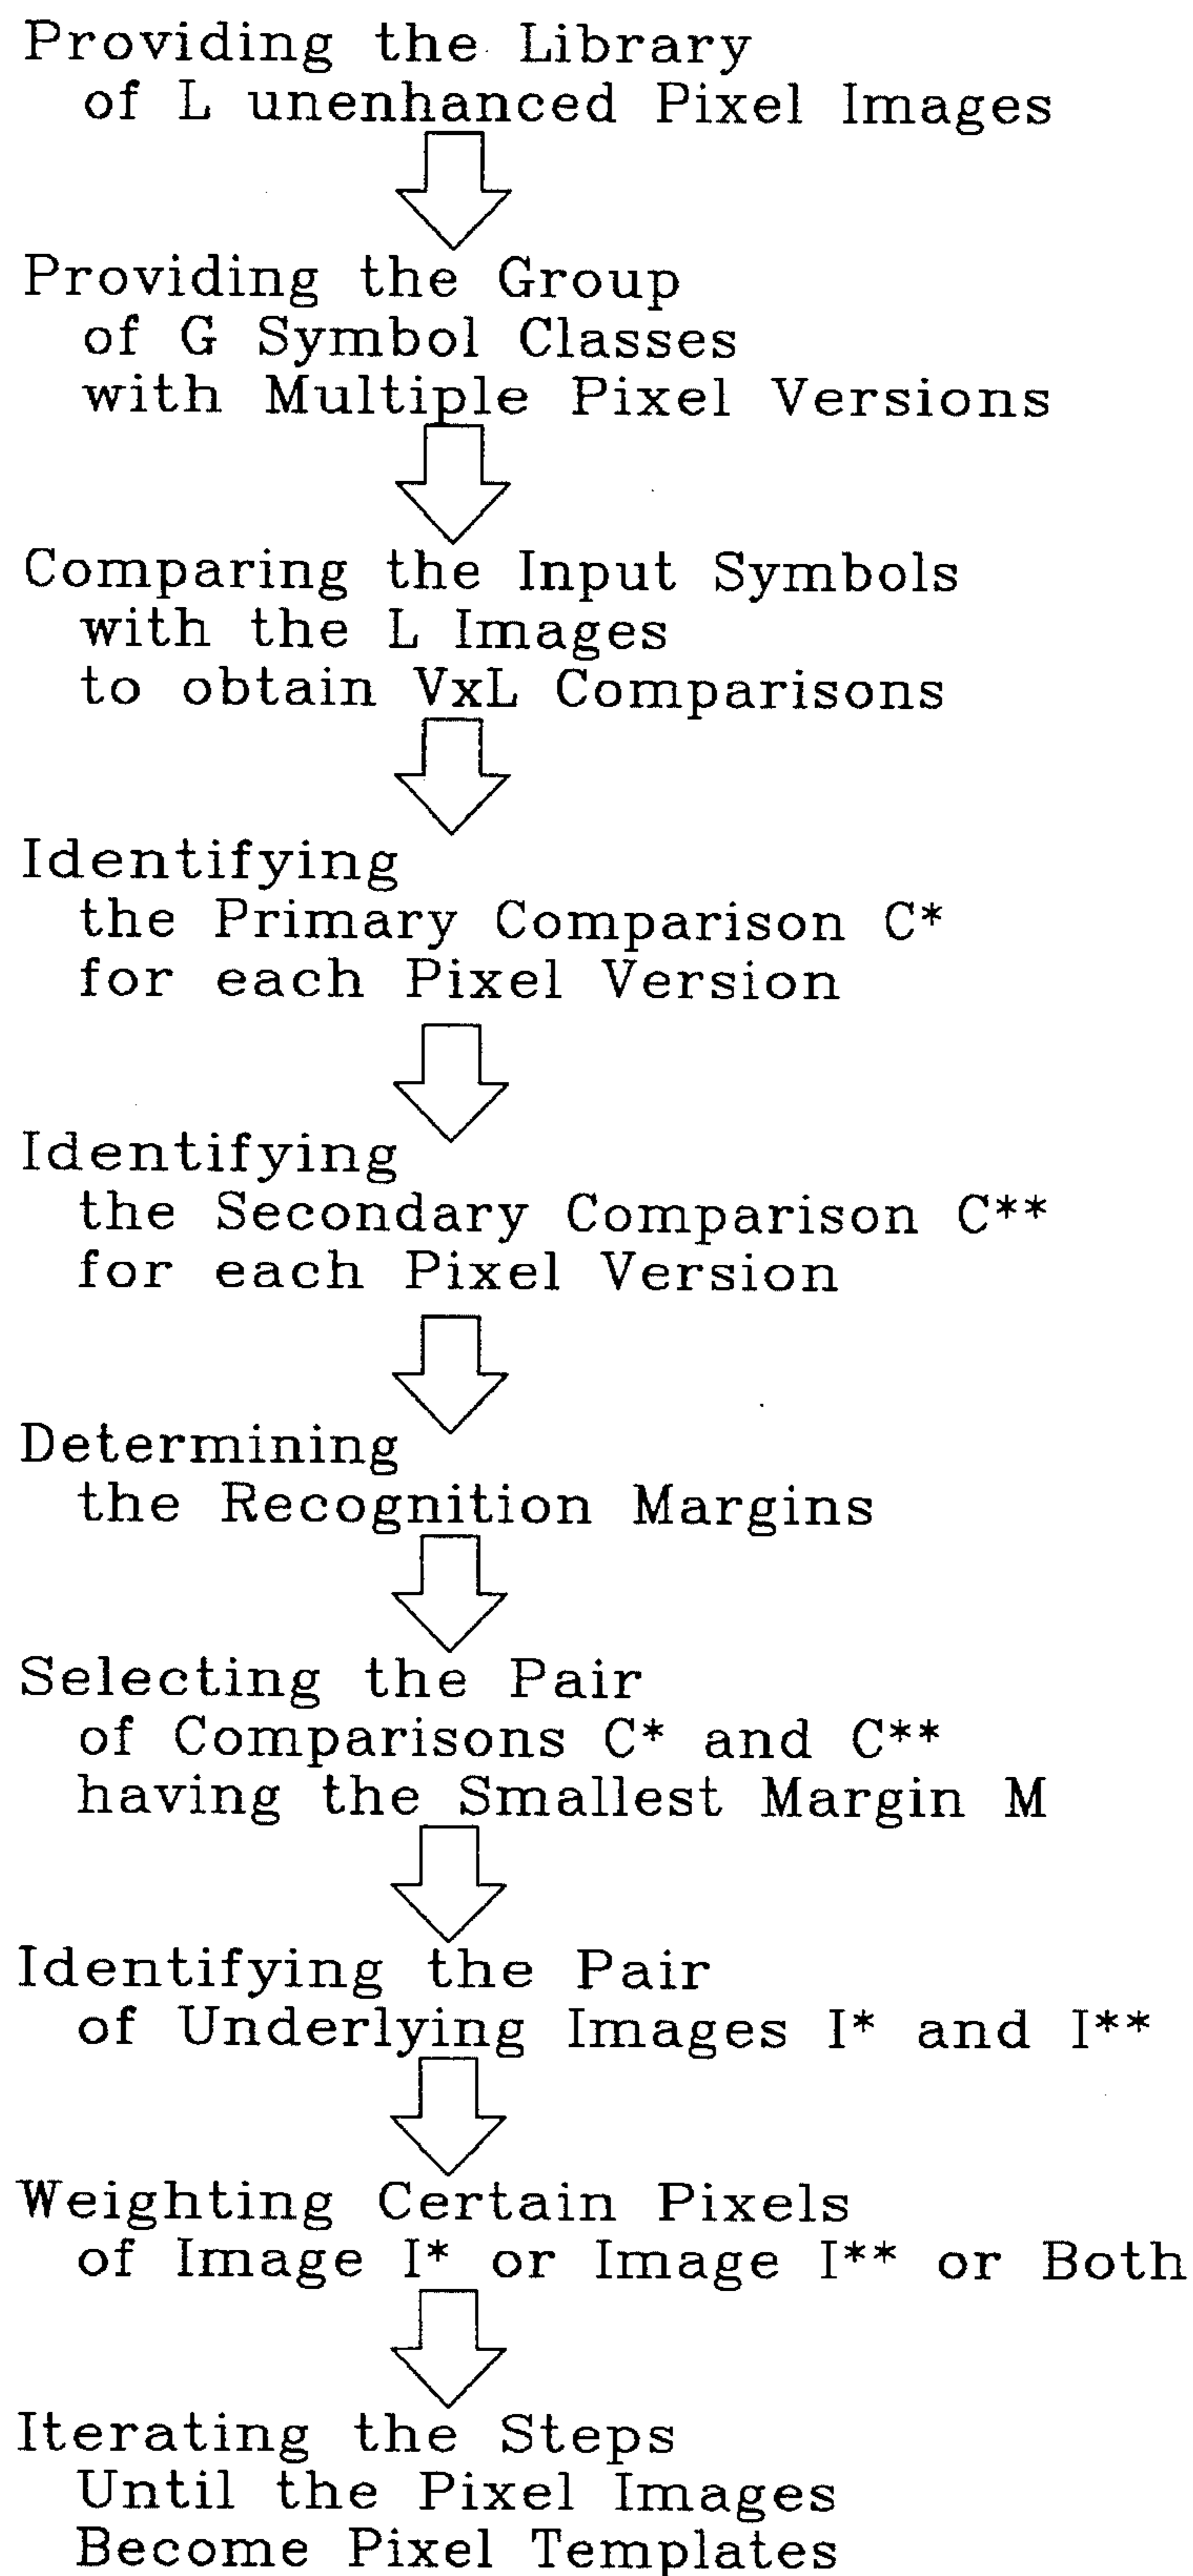 Providing the Library
of L unenhanced Pixel Images
Providing the Group
of G Symbol Classes
with Multiple Pixel Versions
Comparing the Input Symbols
with the L Images
to obtain VxL Comparisons
Identifying
the Primary Comparison C*
for each Pixel Version
Identifying
the Secondary Comparison C**
for each Pixel Version
Determining
the Recognition Margins
Selecting the Pair
of Comparisons C* and C**
having the Smallest Margin M
Identifying the Pair
of Underlying Images I* and I**
Weighting Certain Pixels
of Image I* or Image I** or Both
Iterating the Steps
Until the Pixel Images
Become Pixel Templates